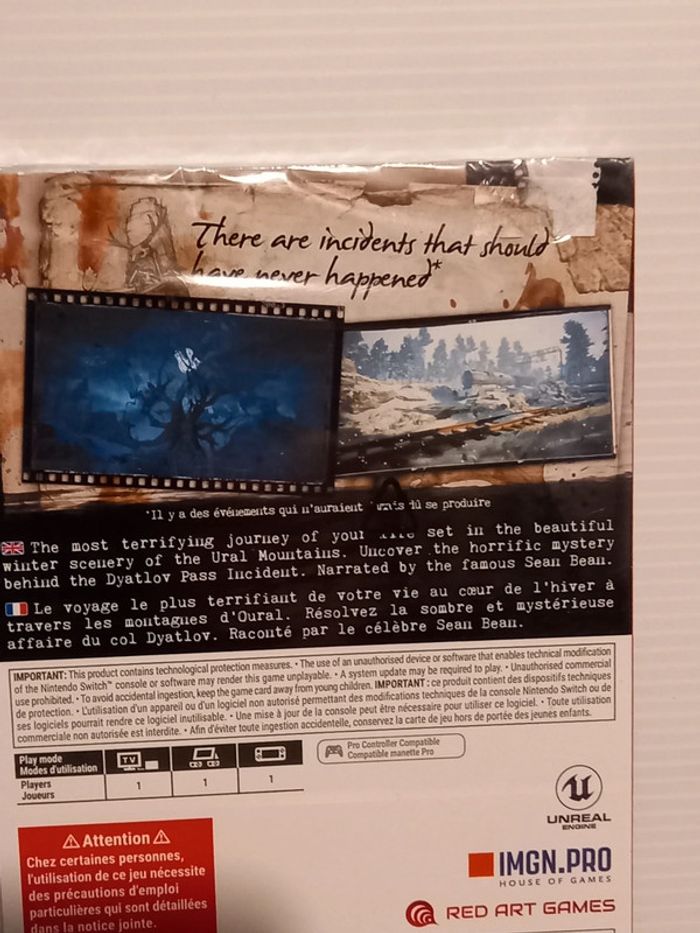 There are incidents that should
have never happened*
*Il y a des événements qui n'auraient jamais dû se produire
The most terrifying journey of your life set in the beautiful
winter scenery of the Ural Mountains. Uncover the horrific mystery
behind the Dyatlov Pass Incident. Narrated by the famous Sean Bean.
Le voyage le plus terrifiant de votre vie au cœur de l'hiver à
travers les montagnes d'Oural. Résolvez la sombre et mystérieuse
affaire du col Dyatlov. Raconté par le célèbre Sean Bean.
IMPORTANT: This product contains technological protection measures. • The use of an unauthorised device or software that enables technical modification
of the Nintendo Switch™ console or software may render this game unplayable. • A system update may be required to play. • Unauthorised commercial
use prohibited. • To avoid accidental ingestion, keep the game card away from young children. IMPORTANT : ce produit contient des dispositifs techniques
de protection. • L'utilisation d'un appareil ou d'un logiciel non autorisé permettant des modifications techniques de la console Nintendo Switch ou de
ses logiciels pourrait rendre ce logiciel inutilisable. • Une mise à jour de la console peut être nécessaire pour utiliser ce logiciel. • Toute utilisation
commerciale non autorisée est interdite. • Afin d'éviter toute ingestion accidentelle, conservez la carte de jeu hors de portée des jeunes enfants.
Play mode
Modes d'utilisation
TV
Players
Joueurs
1 1 1
Pro Controller Compatible
Compatible manette Pro
UNREAL
ENGINE
Attention
Chez certaines personnes,
l'utilisation de ce jeu nécessite
des précautions d'emploi
particulières qui sont détaillées
dans la notice jointe.
IMGN.PRO
HOUSE OF GAMES
RED ART GAMES